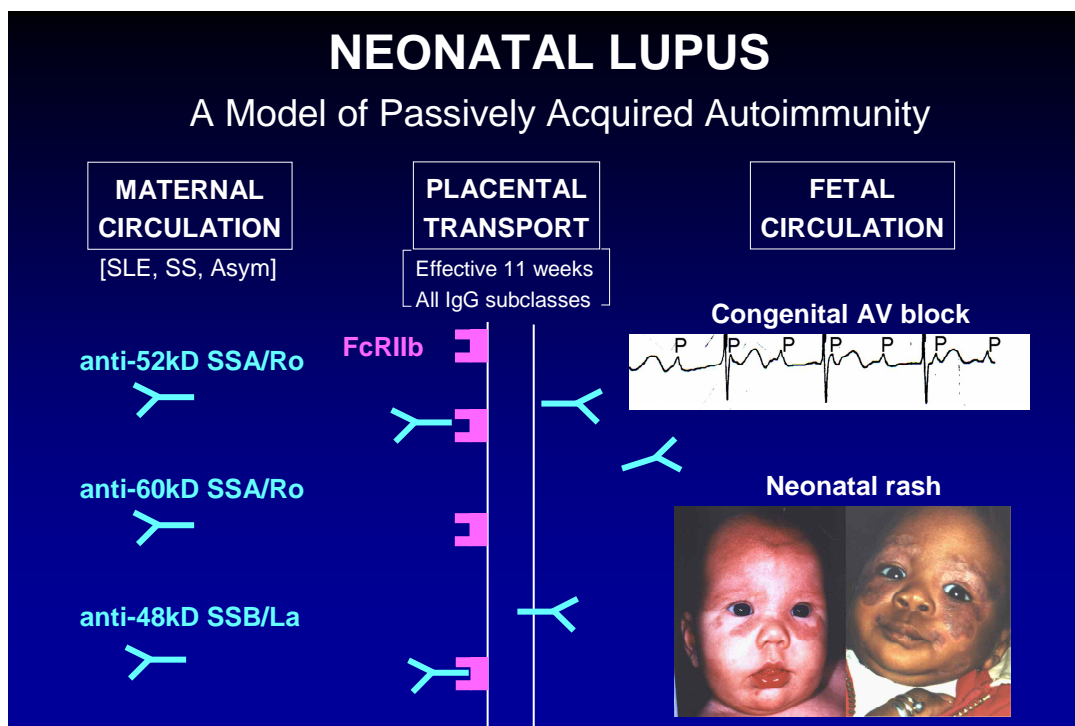 NEONATAL LUPUS
A Model of Passively Acquired Autoimmunity
MATERNAL
CIRCULATION
[SLE, SS, Asym]
anti-52kD SSA/Ro
anti-60kD SSA/Ro
anti-48kD SSB/La
PLACENTAL
TRANSPORT
Effective 11 weeks
All IgG subclasses
FcRIIb
FETAL
CIRCULATION
Congenital AV block
P P P P P P P
Neonatal rash